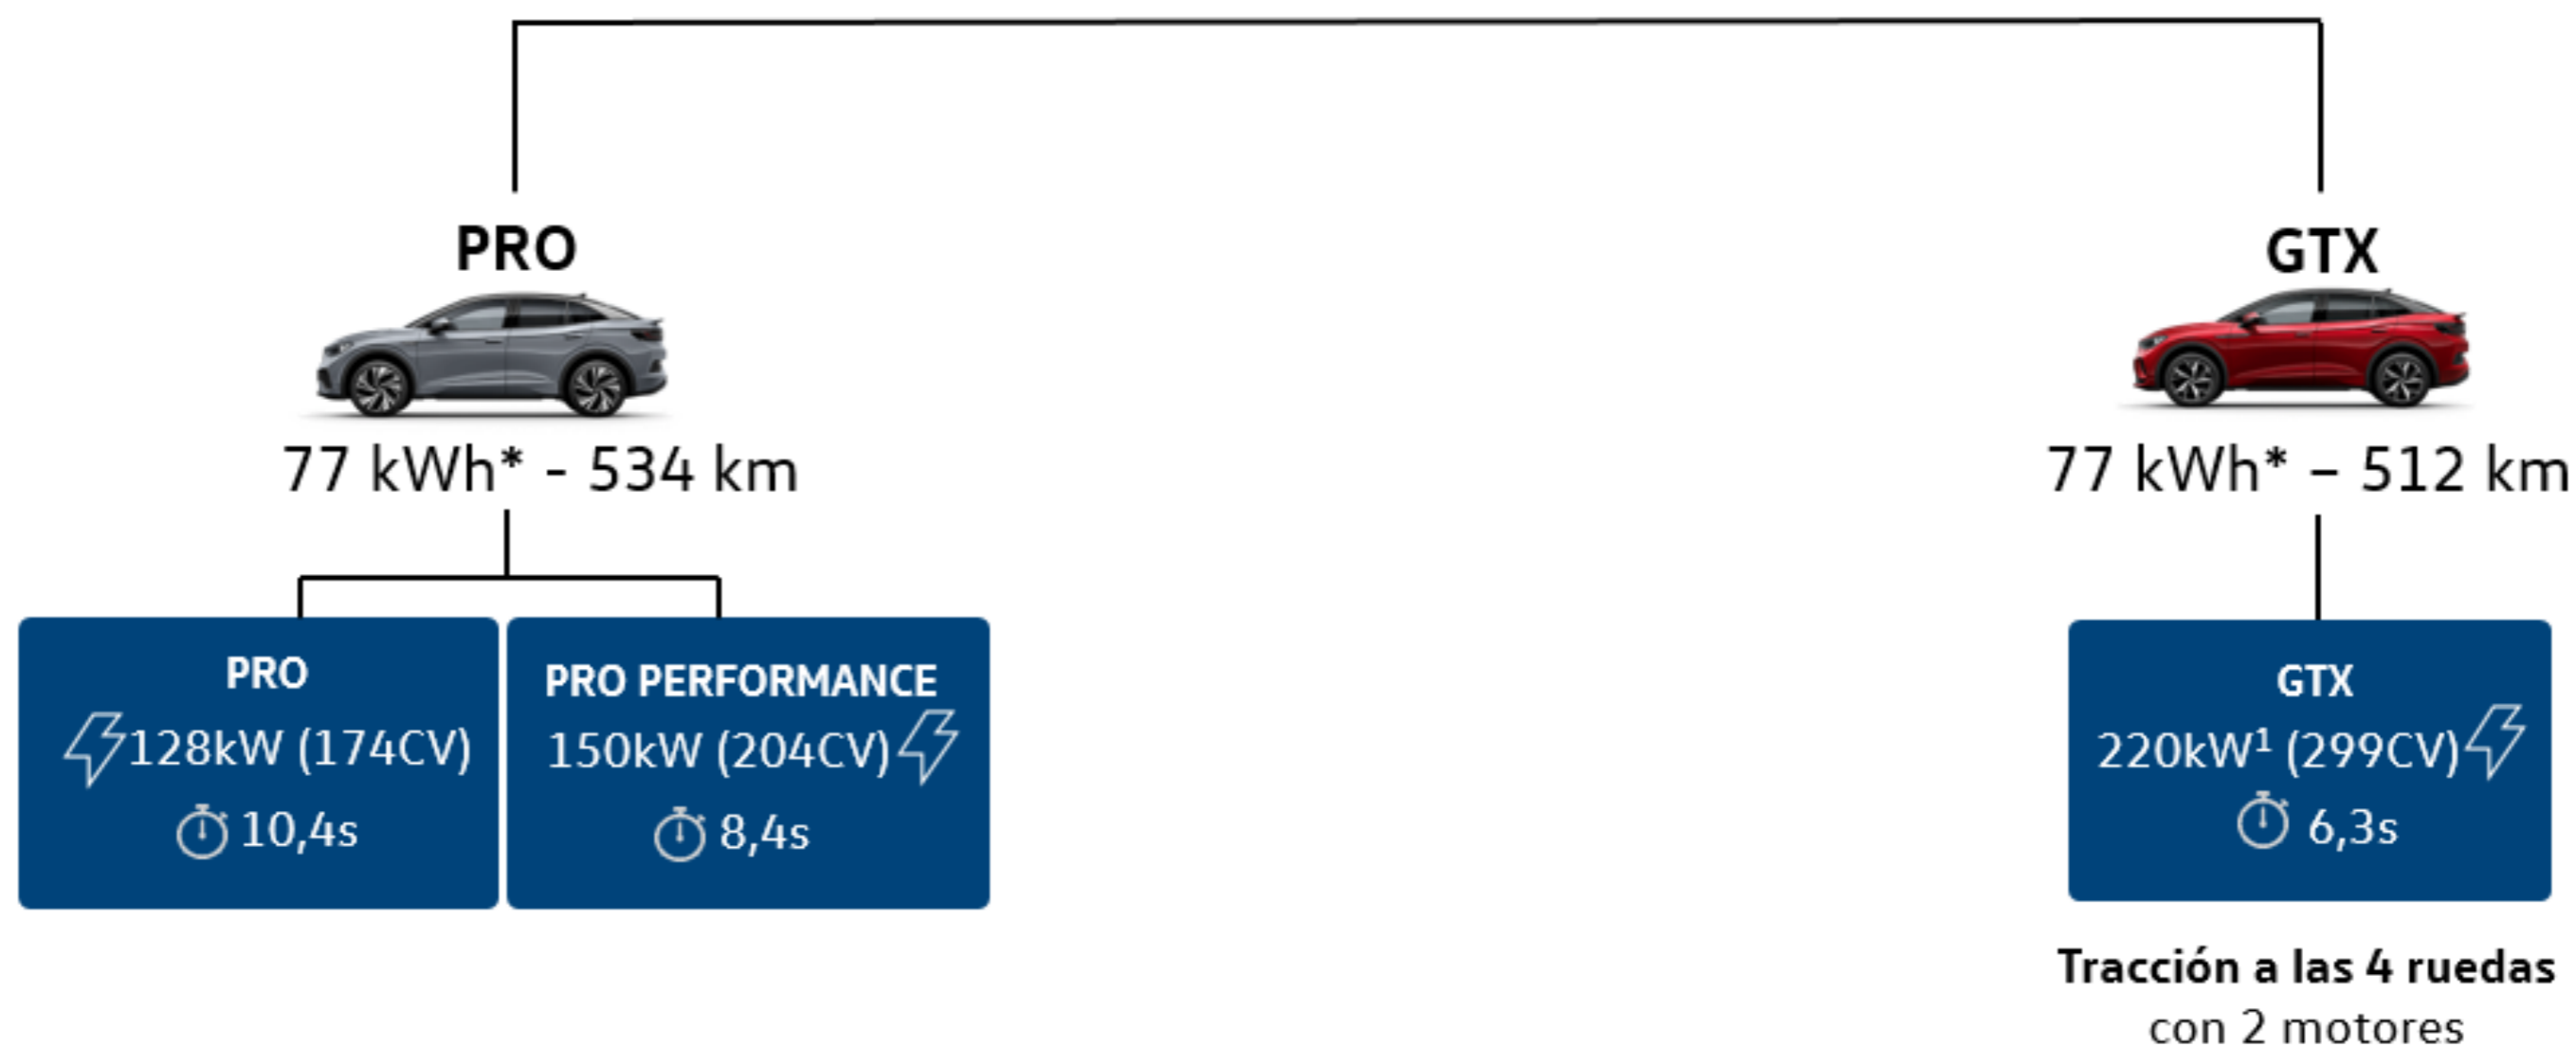 PRO
77 kWh* - 534 km
PRO
128kW (174CV)
10,4s
PRO PERFORMANCE
150kW (204CV)
8,4s
GTX
77 kWh* – 512 km
GTX
220kW¹ (299CV)
6,3s
Tracción a las 4 ruedas
con 2 motores